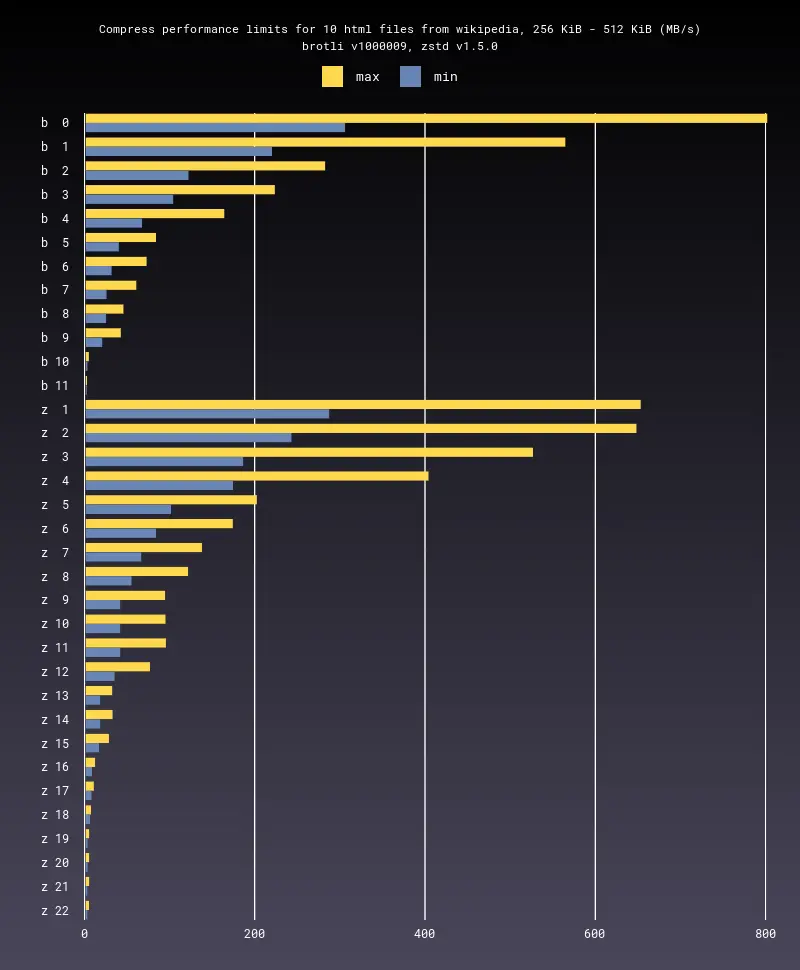 Compress performance limits for 10 html files from wikipedia, 256 KiB - 512 KiB (MB/s)
brotli v1000009, zstd v1.5.0
max min
b 0
b 1
b 2
b 3
b 4
b 5
b 6
b 7
b 8
b 9
b 10
b 11
z 1
z 2
z 3
z 4
z 5
z 6
z 7
z 8
z 9
z 10
z 11
z 12
z 13
z 14
z 15
z 16
z 17
z 18
z 19
z 20
z 21
z 22
0 200 400 600 800